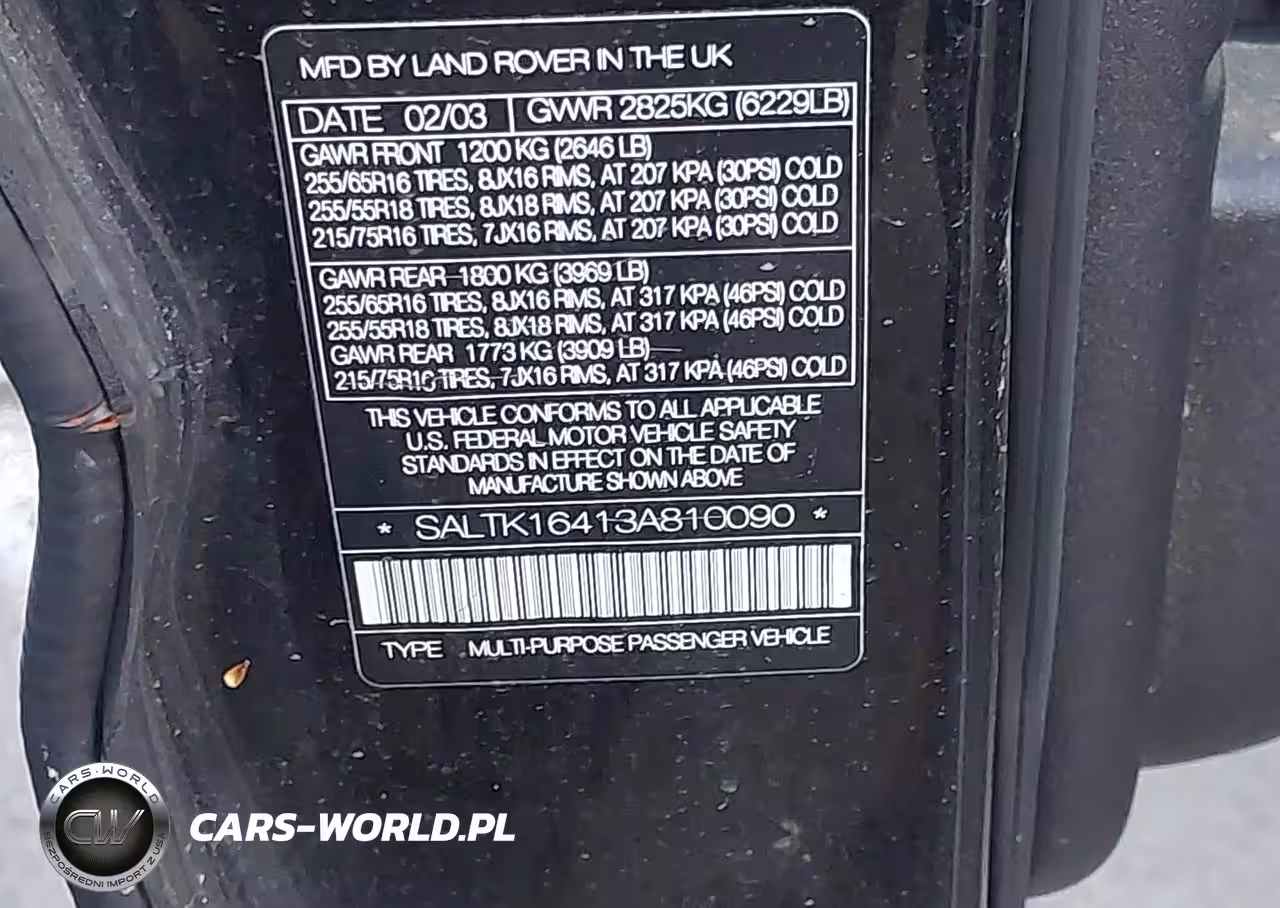 MFD BY LAND ROVER IN THE UK
DATE 02/03 GVWR 2825KG (6229LB)
GAWR FRONT 1200 KG (2646 LB)
255/65R16 TIRES, 8JX16 RIMS, AT 207 KPA (30PSI) COLD
255/55R18 TIRES, 8JX18 RIMS, AT 207 KPA (30PSI) COLD
215/75R16 TIRES, 7JX16 RIMS, AT 207 KPA (30PSI) COLD
GAWR REAR 1800 KG (3969 LB)
255/65R16 TIRES, 8JX16 RIMS, AT 317 KPA (46PSI) COLD
255/55R18 TIRES, 8JX18 RIMS, AT 317 KPA (46PSI) COLD
GAWR REAR 1773 KG (3909 LB)
215/75R16 TIRES, 7JX16 RIMS, AT 317 KPA (46PSI) COLD
THIS VEHICLE CONFORMS TO ALL APPLICABLE
U.S. FEDERAL MOTOR VEHICLE SAFETY
STANDARDS IN EFFECT ON THE DATE OF
MANUFACTURE SHOWN ABOVE
* SALTK16413A810090 *
TYPE MULTI-PURPOSE PASSENGER VEHICLE
CARS-WORLD
CW
BEZPOŚREDNI IMPORT Z USA
CARS-WORLD.PL